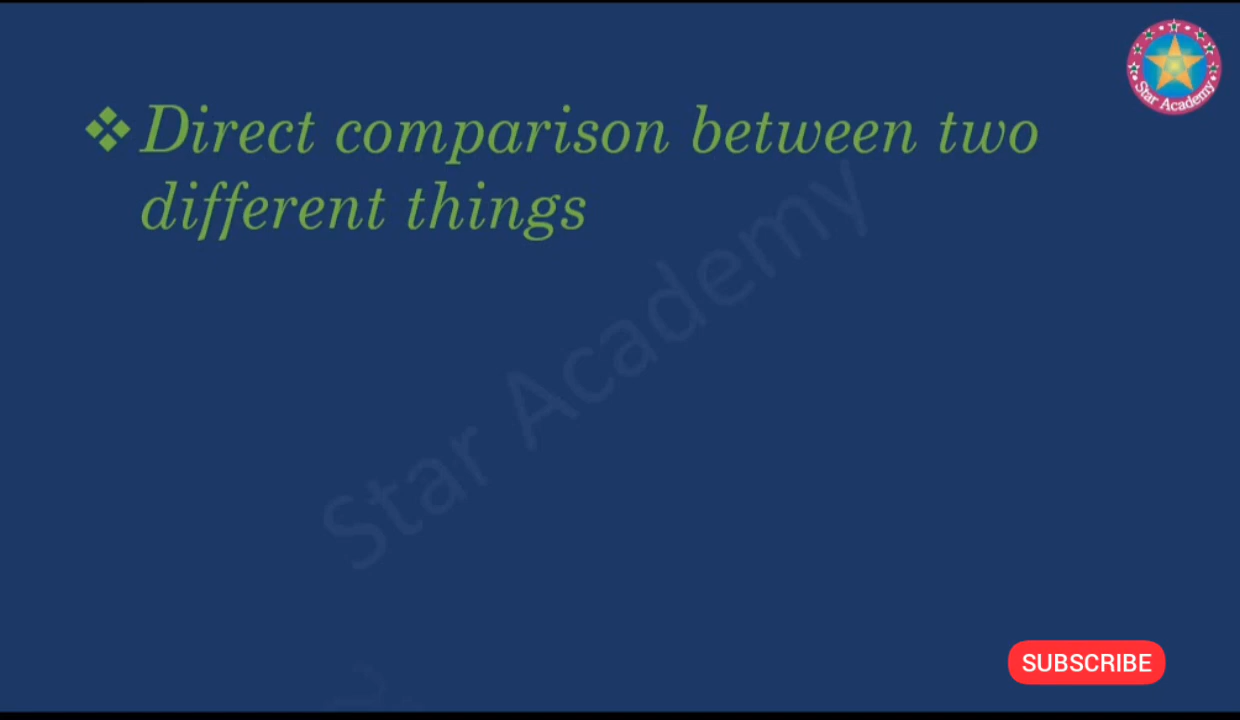 Star Academy
❖ Direct comparison between two
different things
Star Academy
SUBSCRIBE